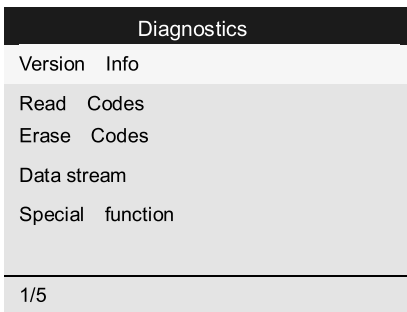 Diagnostics
Version Info
Read Codes
Erase Codes
Data stream
Special function
1/5